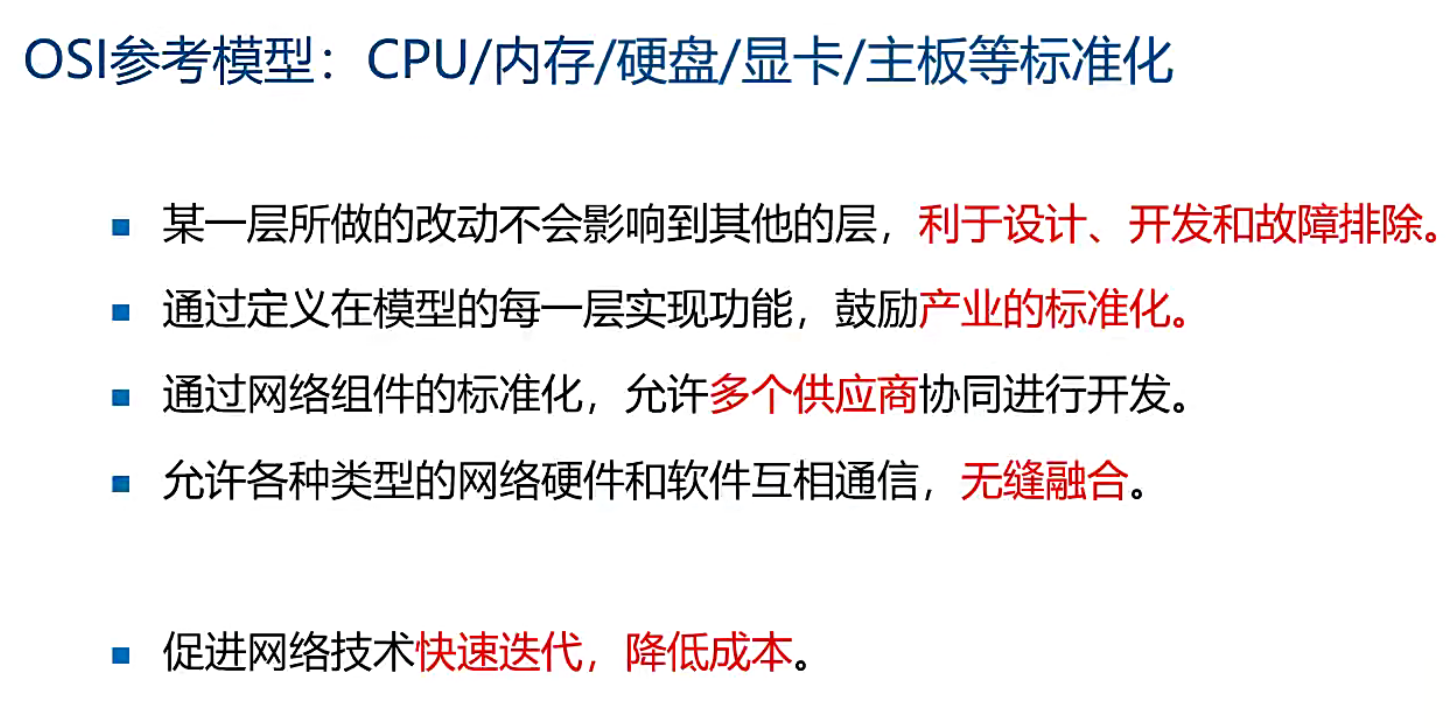 OSI参考模型：CPU/内存/硬盘/显卡/主板等标准化
某一层所做的改动不会影响到其他的层，利于设计、开发和故障排除。
通过定义在模型的每一层实现功能，鼓励产业的标准化。
通过网络组件的标准化，允许多个供应商协同进行开发。
允许各种类型的网络硬件和软件互相通信，无缝融合。
促进网络技术快速迭代，降低成本。